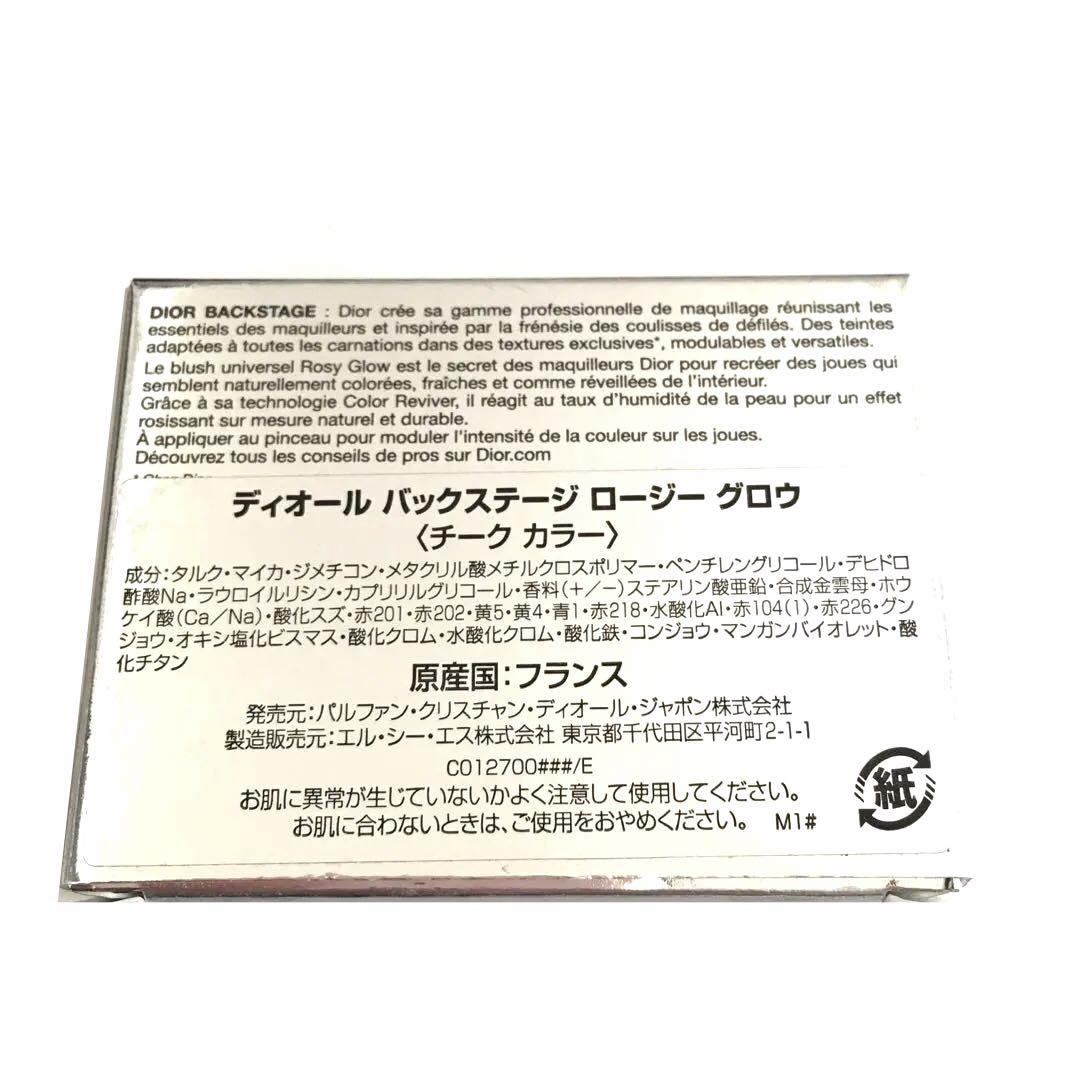 DIOR BACKSTAGE : Dior crée sa gamme professionnelle de maquillage réunissant les
essentiels des maquilleurs et inspirée par la frénésie des coulisses de défilés. Des teintes
adaptées à toutes les carnations dans des textures exclusives*, modulables et versatiles.
Le blush universel Rosy Glow est le secret des maquilleurs Dior pour recréer des joues qui
semblent naturellement colorées, fraîches et comme réveillées de l'intérieur.
Grâce à sa technologie Color Reviver, il réagit au taux d'humidité de la peau pour un effet
rosissant sur mesure naturel et durable.
À appliquer au pinceau pour moduler l'intensité de la couleur sur les joues.
Découvrez tous les conseils de pros sur Dior.com
ディオール バックステージ ロージー グロウ
〈チーク カラー〉
成分：タルク・マイカ・ジメチコン・メタクリル酸メチルクロスポリマー・ペンチレングリコール・デヒドロ
酢酸Na・ラウロイルリシン・カプリリルグリコール・香料(+/−)ステアリン酸亜鉛・合成金雲母・ホウ
ケイ酸(Ca/Na)・酸化スズ・赤201・赤202・黄5・黄4・青1・赤218・水酸化Al・赤104(1)・赤226・グン
ジョウ・オキシ塩化ビスマス・酸化クロム・水酸化クロム・酸化鉄・コンジョウ・マンガンバイオレット・酸
化チタン
原産国：フランス
発売元：パルファン・クリスチャン・ディオール・ジャポン株式会社
製造販売元：エル・シー・エス株式会社 東京都千代田区平河町2-1-1
C012700###/E
お肌に異常が生じていないかよく注意して使用してください。
お肌に合わないときは、ご使用をおやめください。 M1#
紙